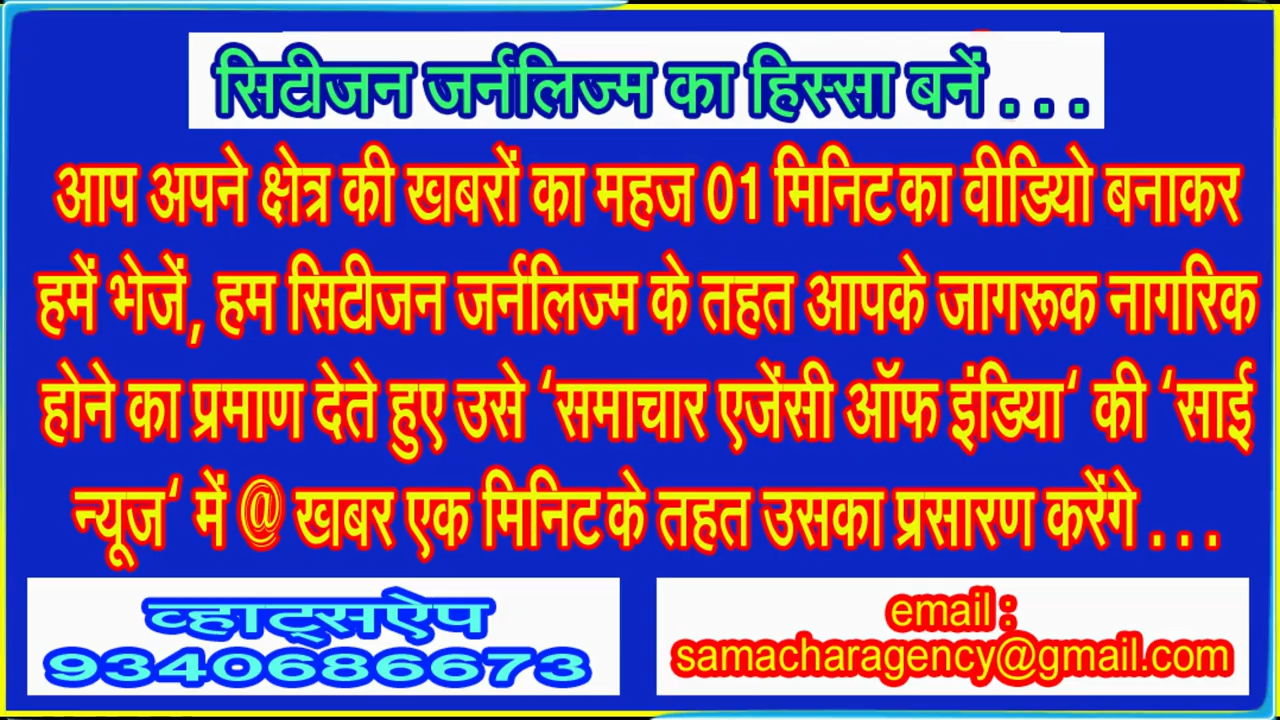 सिटीजन जर्नलिज्म का हिस्सा बनें . . .
आप अपने क्षेत्र की खबरों का महज 01 मिनिट का वीडियो बनाकर
हमें भेजें, हम सिटीजन जर्नलिज्म के तहत आपके जागरूक नागरिक
होने का प्रमाण देते हुए उसे ‘समाचार एजेंसी ऑफ इंडिया‘ की ‘साई
न्यूज‘ में @ खबर एक मिनिट के तहत उसका प्रसारण करेंगे . . .
व्हाट्सऐप
9340686673
email :
samacharagency@gmail.com